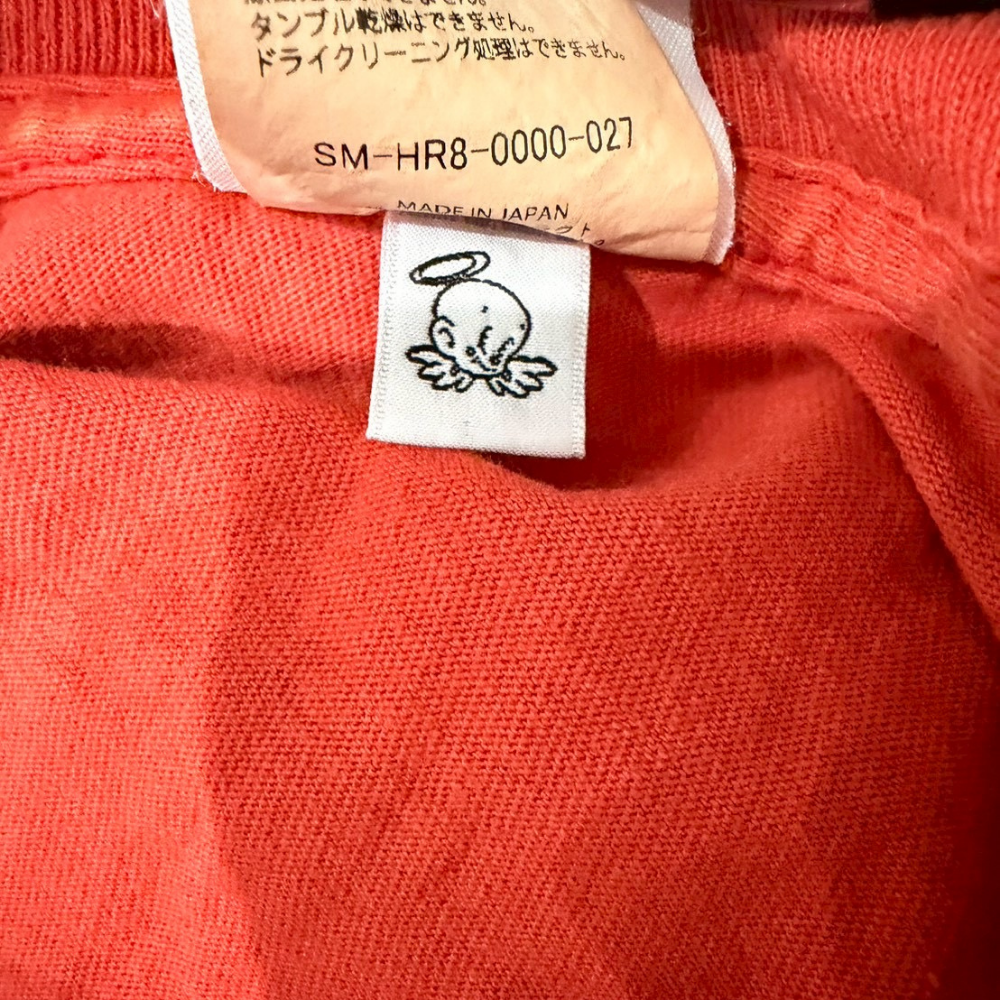 タンブル乾燥はできません。
ドライクリーニング処理はできません。
SM-HR8-0000-027
MADE IN JAPAN